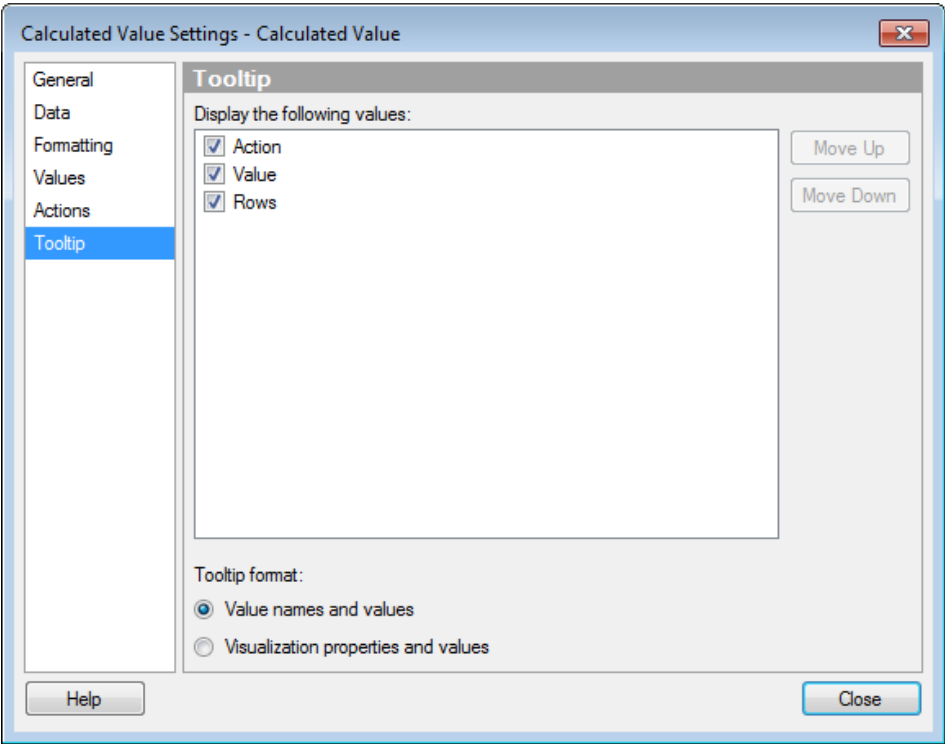 Calculated Value Settings - Calculated Value
General
Data
Formatting
Values
Actions
Tooltip
Tooltip
Display the following values:
Action
Value
Rows
Move Up
Move Down
Tooltip format:
Value names and values
Visualization properties and values
Help
Close